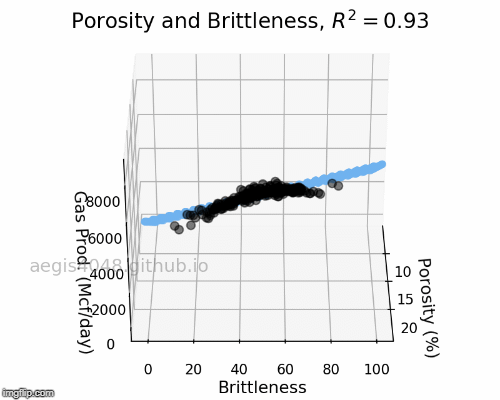 Porosity and Brittleness, R² = 0.93
8000
6000
4000
2000
0
Gas Prod. (Mcf/day)
aegis4048.github.io
10
15
20
Porosity (%)
0 20 40 60 80 100
Brittleness
imgflip.com